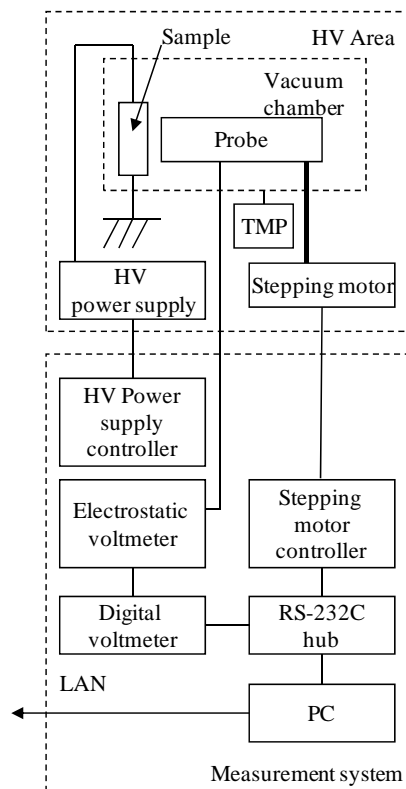 HV Area
Sample
Vacuum
chamber
Probe
TMP
HV
power supply
Stepping motor
HV Power
supply
controller
Electrostatic
voltmeter
Stepping
motor
controller
Digital
voltmeter
RS-232C
hub
LAN
PC
Measurement system